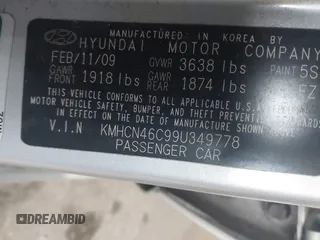 MANUFACTURED IN KOREA BY
HYUNDAI MOTOR COMPANY
FEB/11/09 GVWR 3638 lbs PAINT 5S
GAWR FRONT 1918 lbs GAWR REAR 1874 lbs
THIS VEHICLE CONFORMS TO ALL APPLICABLE FEDERAL
MOTOR VEHICLE SAFETY, BUMPER, AND THEFT PREVENTION STANDARDS
IN EFFECT ON THE DATE OF MANUFACTURE SHOWN ABOVE.
V.I.N KMHCN46C99U349778
PASSENGER CAR
DREAMBID